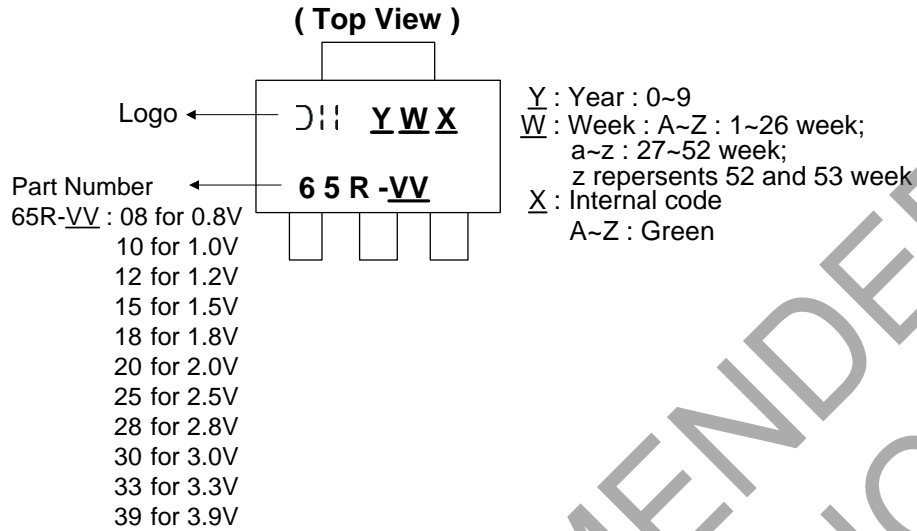 ( Top View )
Logo
Y W X
65R-VV
Part Number
65R-VV : 08 for 0.8V
10 for 1.0V
12 for 1.2V
15 for 1.5V
18 for 1.8V
20 for 2.0V
25 for 2.5V
28 for 2.8V
30 for 3.0V
33 for 3.3V
39 for 3.9V
Y : Year : 0~9
W : Week : A~Z : 1~26 week;
a~z : 27~52 week;
z repersents 52 and 53 week
X : Internal code
A~Z : Green